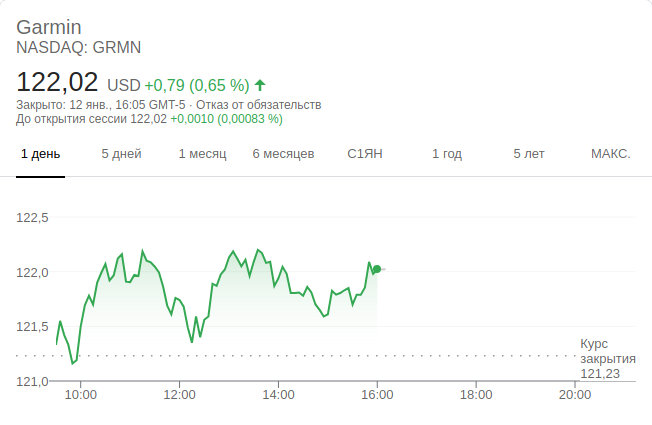 Garmin
NASDAQ: GRMN
122,02 USD +0,79 (0,65 %)
Закрыто: 12 янв., 16:05 GMT-5 · Отказ от обязательств
До открытия сессии 122,02 +0,0010 (0,00083 %)
1 день 5 дней 1 месяц 6 месяцев С1ЯН 1 год 5 лет МАКС.
122,5
122,0
121,5
Курс
закрытия
121,23
121,0
10:00 12:00 14:00 16:00 18:00 20:00